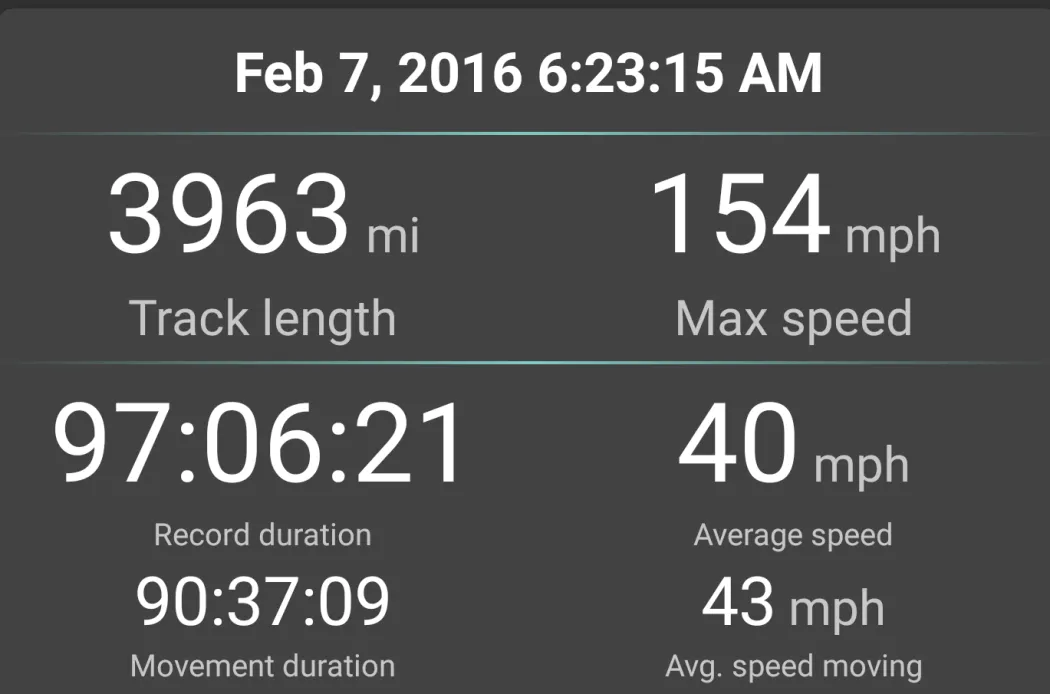 Feb 7, 2016 6:23:15 AM
3963 mi 154 mph
Track length Max speed
97:06:21 40 mph
Record duration Average speed
90:37:09 43 mph
Movement duration Avg. speed moving